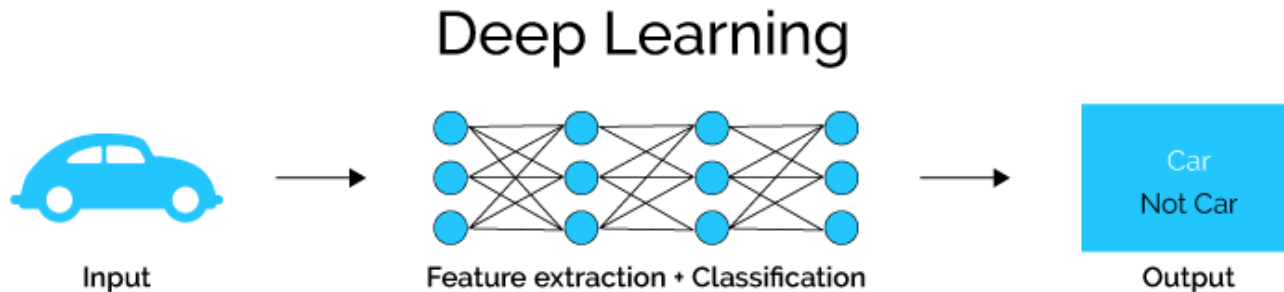 Deep Learning
Car
Not Car
Input
Feature extraction + Classification
Output